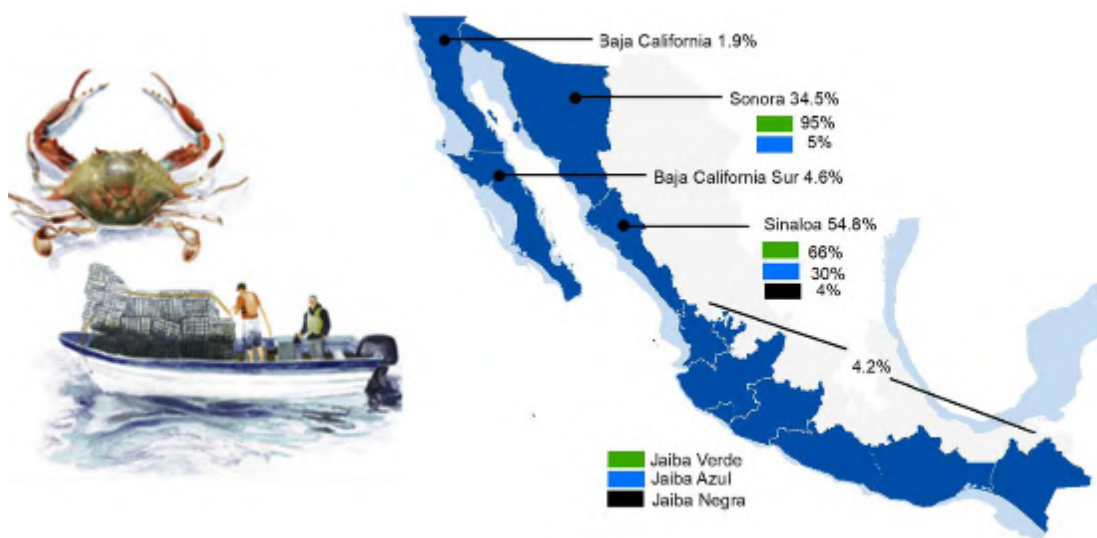 Baja California 1.9%
Sonora 34.5%
95%
5%
Baja California Sur 4.6%
Sinaloa 54.8%
66%
30%
4%
4.2%
Jaiba Verde
Jaiba Azul
Jaiba Negra